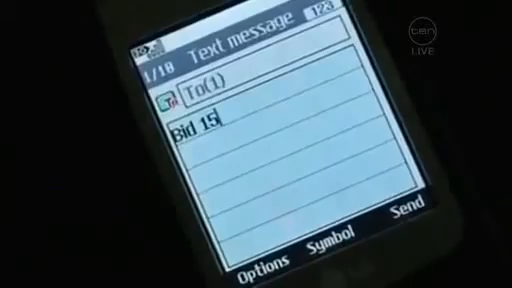 Text message
123
1/10
To(1)
Bid 15
Options Symbol Send
ten
LIVE